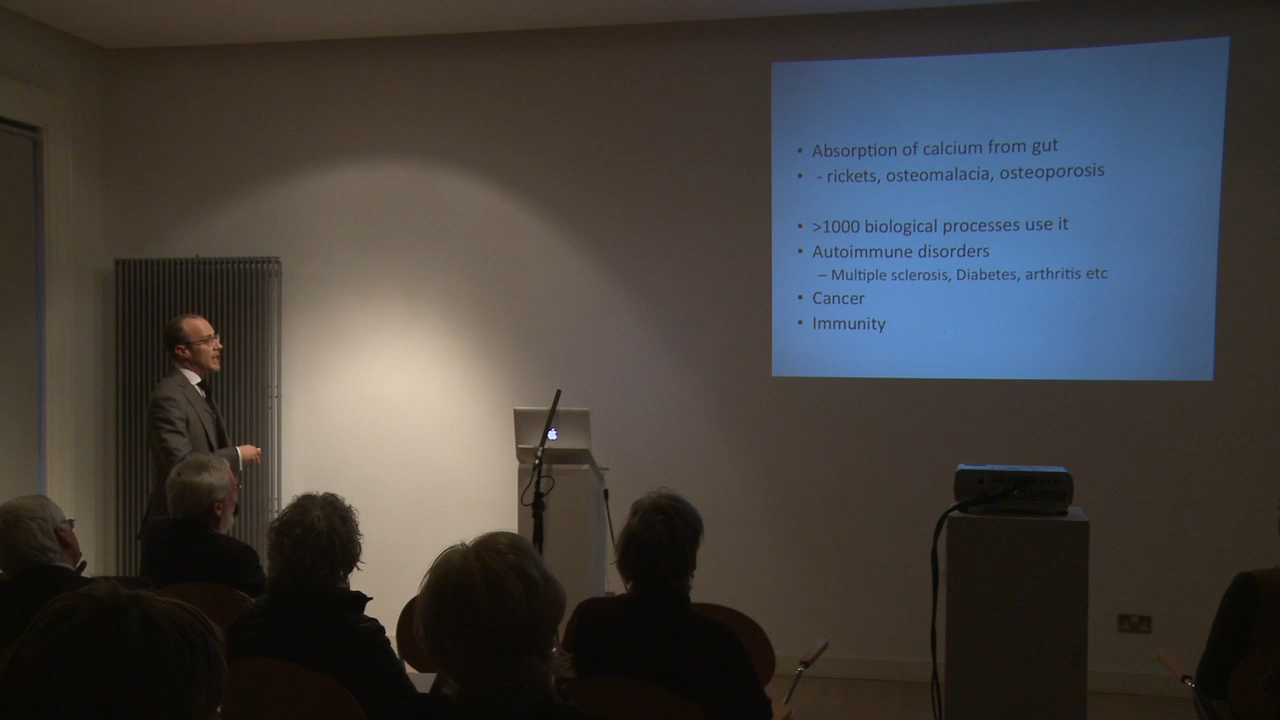 • Absorption of calcium from gut
• - rickets, osteomalacia, osteoporosis
• >1000 biological processes use it
• Autoimmune disorders
– Multiple sclerosis, Diabetes, arthritis etc
• Cancer
• Immunity